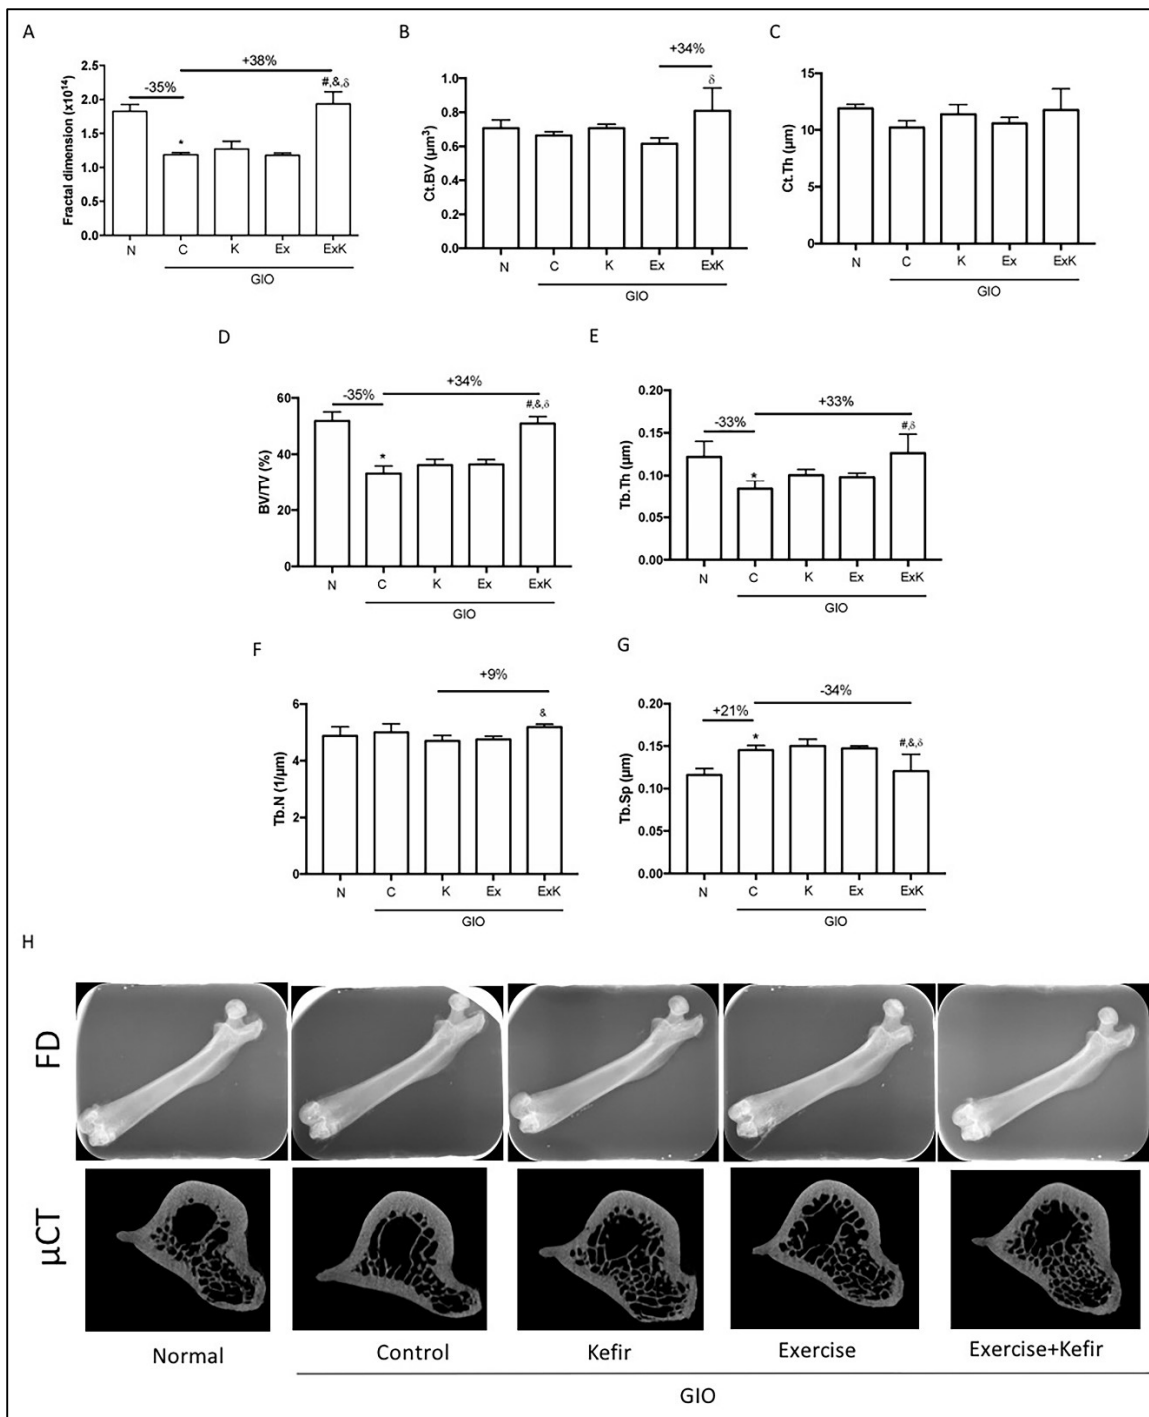 A
B
C
+38%
-35%
#,&,δ
*
Fractal dimension (x10¹⁴)
2.5
2.0
1.5
1.0
0.5
0.0
N
C
K
Ex
ExK
GIO
+34%
δ
Ct.BV (µm³)
1.0
0.8
0.6
0.4
0.2
0.0
N
C
K
Ex
ExK
GIO
Ct.Th (µm)
15
10
5
0
N
C
K
Ex
ExK
GIO
D
E
+34%
-35%
#,&,δ
*
BV/TV (%)
60
40
20
0
N
C
K
Ex
ExK
GIO
+33%
-33%
#,δ
*
Tb.Th (µm)
0.20
0.15
0.10
0.05
0.00
N
C
K
Ex
ExK
GIO
F
G
+9%
&
Tb.N (1/µm)
6
4
2
0
N
C
K
Ex
ExK
GIO
-34%
+21%
*
#,&,δ
Tb.Sp (µm)
0.20
0.15
0.10
0.05
0.00
N
C
K
Ex
ExK
GIO
H
FD
µCT
Normal
Control
Kefir
Exercise
Exercise+Kefir
GIO